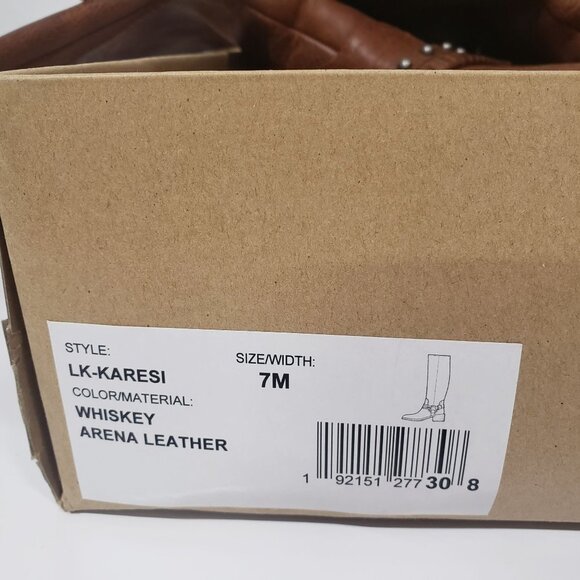 STYLE:
LK-KARESI
COLOR/MATERIAL:
WHISKEY
ARENA LEATHER
SIZE/WIDTH:
7M
1 92151 27730 8